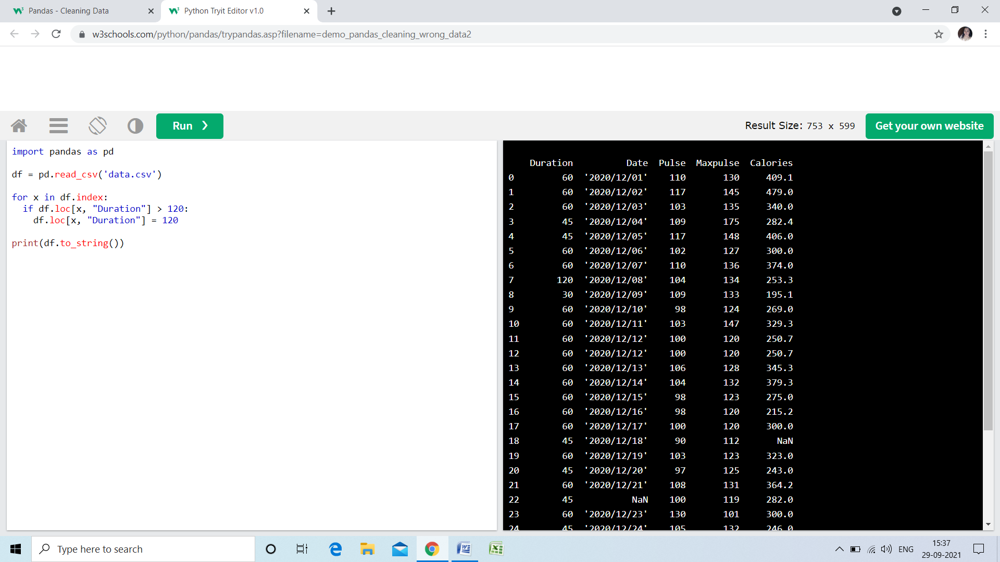 Pandas - Cleaning Data
Python Tryit Editor v1.0
w3schools.com/python/pandas/trypandas.asp?filename=demo_pandas_cleaning_wrong_data2
Run ❯
Result Size: 753 x 599
Get your own website
import pandas as pd
df = pd.read_csv('data.csv')
for x in df.index:
  if df.loc[x, "Duration"] > 120:
    df.loc[x, "Duration"] = 120
print(df.to_string())
Duration Date Pulse Maxpulse Calories
0 60 '2020/12/01' 110 130 409.1
1 60 '2020/12/02' 117 145 479.0
2 60 '2020/12/03' 103 135 340.0
3 45 '2020/12/04' 109 175 282.4
4 45 '2020/12/05' 117 148 406.0
5 60 '2020/12/06' 102 127 300.0
6 60 '2020/12/07' 110 136 374.0
7 120 '2020/12/08' 104 134 253.3
8 30 '2020/12/09' 109 133 195.1
9 60 '2020/12/10' 98 124 269.0
10 60 '2020/12/11' 103 147 329.3
11 60 '2020/12/12' 100 120 250.7
12 60 '2020/12/12' 100 120 250.7
13 60 '2020/12/13' 106 128 345.3
14 60 '2020/12/14' 104 132 379.3
15 60 '2020/12/15' 98 123 275.0
16 60 '2020/12/16' 98 120 215.2
17 60 '2020/12/17' 100 120 300.0
18 45 '2020/12/18' 90 112 NaN
19 60 '2020/12/19' 103 123 323.0
20 45 '2020/12/20' 97 125 243.0
21 60 '2020/12/21' 108 131 364.2
22 45 NaN 100 119 282.0
23 60 '2020/12/23' 130 101 300.0
24 45 '2020/12/24' 105 132 246.0
Type here to search
ENG
15:37
29-09-2021